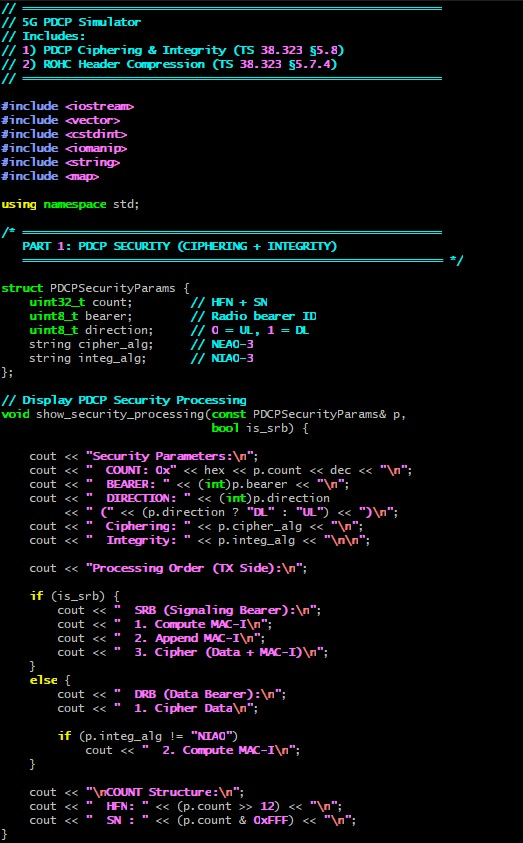 // ════════════════════════════════════════════════════════════
// 5G PDCP Simulator
// Includes:
// 1) PDCP Ciphering & Integrity (TS 38.323 §5.8)
// 2) ROHC Header Compression (TS 38.323 §5.7.4)
// ════════════════════════════════════════════════════════════
#include <iostream>
#include <vector>
#include <cstdint>
#include <iomanip>
#include <string>
#include <map>
using namespace std;
/* ════════════════════════════════════════════════════════════
   PART 1: PDCP SECURITY (CIPHERING + INTEGRITY)
   ════════════════════════════════════════════════════════════ */
struct PDCPSecurityParams {
    uint32_t count;        // HFN + SN
    uint8_t bearer;        // Radio bearer ID
    uint8_t direction;     // 0 = UL, 1 = DL
    string cipher_alg;     // NEA0-3
    string integ_alg;      // NIA0-3
};
// Display PDCP Security Processing
void show_security_processing(const PDCPSecurityParams& p,
                              bool is_srb) {
    cout << "Security Parameters:\n";
    cout << "  COUNT: 0x" << hex << p.count << dec << "\n";
    cout << "  BEARER: " << (int)p.bearer << "\n";
    cout << "  DIRECTION: " << (int)p.direction
         << " (" << (p.direction ? "DL" : "UL") << ")\n";
    cout << "  Ciphering: " << p.cipher_alg << "\n";
    cout << "  Integrity: " << p.integ_alg << "\n\n";
    cout << "Processing Order (TX Side):\n";
    if (is_srb) {
        cout << "  SRB (Signaling Bearer):\n";
        cout << "  1. Compute MAC-I\n";
        cout << "  2. Append MAC-I\n";
        cout << "  3. Cipher (Data + MAC-I)\n";
    }
    else {
        cout << "  DRB (Data Bearer):\n";
        cout << "  1. Cipher Data\n";
        if (p.integ_alg != "NIA0")
            cout << "  2. Compute MAC-I\n";
    }
    cout << "\nCOUNT Structure:\n";
    cout << "  HFN: " << (p.count >> 12) << "\n";
    cout << "  SN : " << (p.count & 0xFFF) << "\n";
}